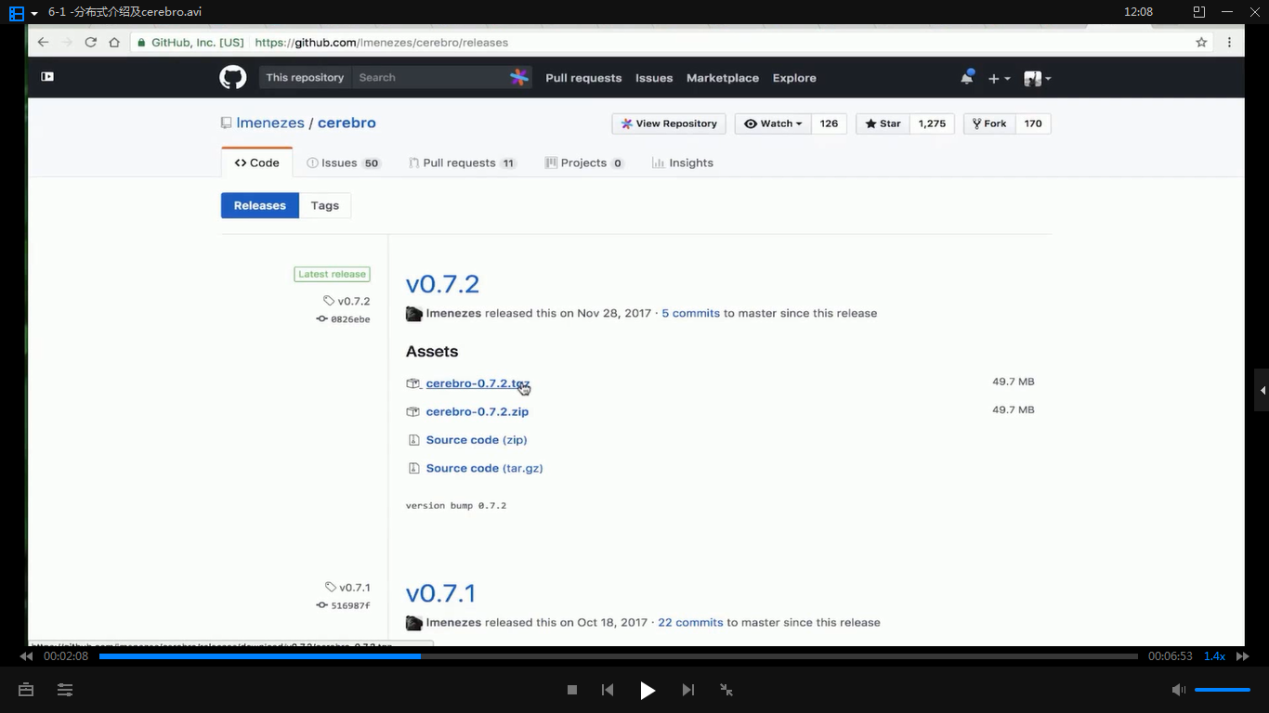 6-1 -分布式介绍及cerebro.avi
12:08
GitHub, Inc. [US] https://github.com/lmenezes/cerebro/releases
This repository Search Pull requests Issues Marketplace Explore
lmenezes / cerebro
View Repository Watch 126 Star 1,275 Fork 170
Code Issues 50 Pull requests 11 Projects 0 Insights
Releases Tags
Latest release
v0.7.2
0826ebe
v0.7.2
lmenezes released this on Nov 28, 2017 · 5 commits to master since this release
Assets
cerebro-0.7.2.tgz 49.7 MB
cerebro-0.7.2.zip 49.7 MB
Source code (zip)
Source code (tar.gz)
version bump 0.7.2
v0.7.1
516987f
v0.7.1
lmenezes released this on Oct 18, 2017 · 22 commits to master since this release
00:02:08 00:06:53 1.4x